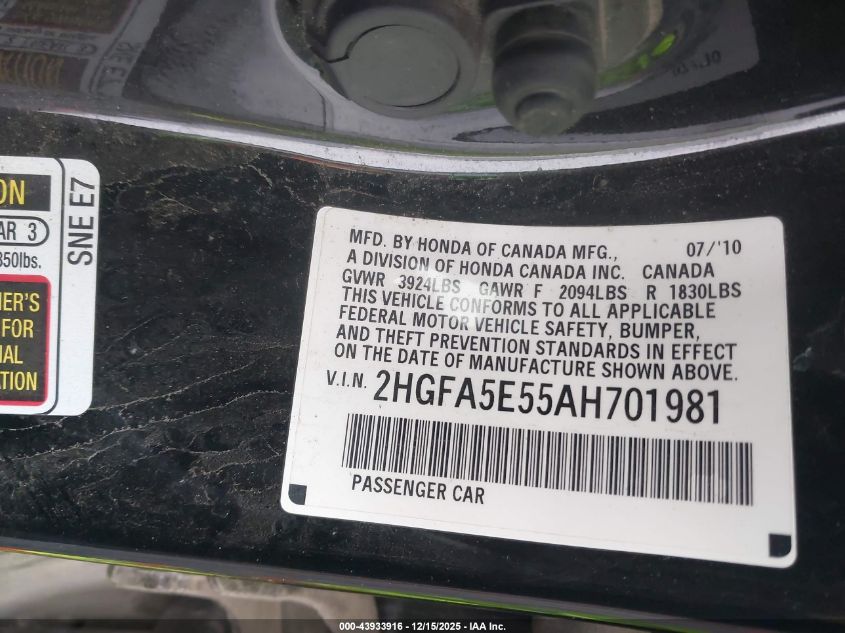 ON
AR 3
850lbs.
SNE E7
ER'S
FOR
AL
ATION
MFD. BY HONDA OF CANADA MFG., 07/'10
A DIVISION OF HONDA CANADA INC. CANADA
GVWR 3924LBS GAWR F 2094LBS R 1830LBS
THIS VEHICLE CONFORMS TO ALL APPLICABLE
FEDERAL MOTOR VEHICLE SAFETY, BUMPER,
AND THEFT PREVENTION STANDARDS IN EFFECT
ON THE DATE OF MANUFACTURE SHOWN ABOVE.
V.I.N. 2HGFA5E55AH701981
PASSENGER CAR
000-43933916 - 12/15/2025 - IAA Inc.